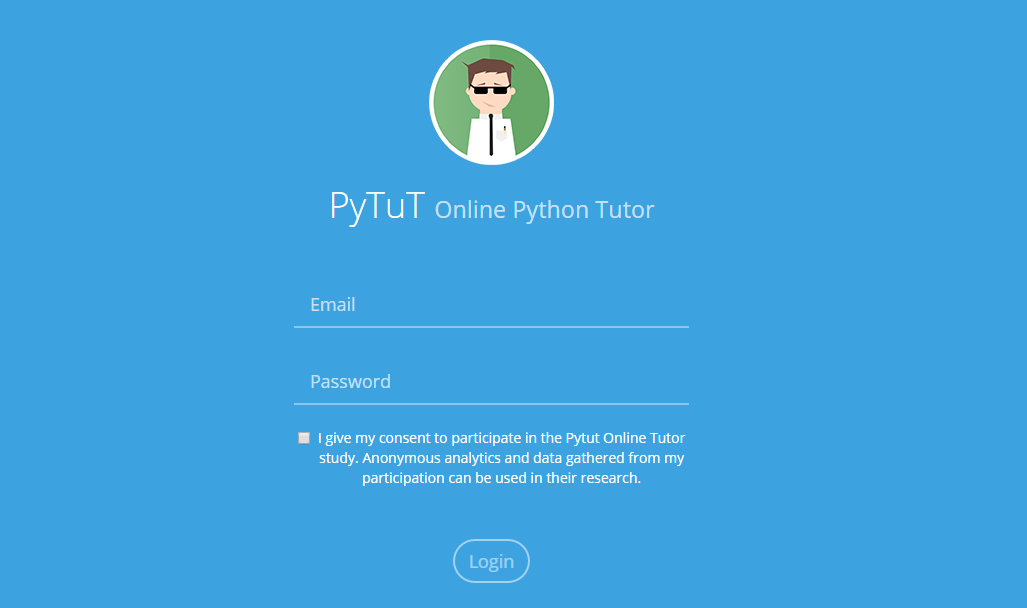 PyTuT Online Python Tutor
Email
Password
I give my consent to participate in the Pytut Online Tutor
study. Anonymous analytics and data gathered from my
participation can be used in their research.
Login